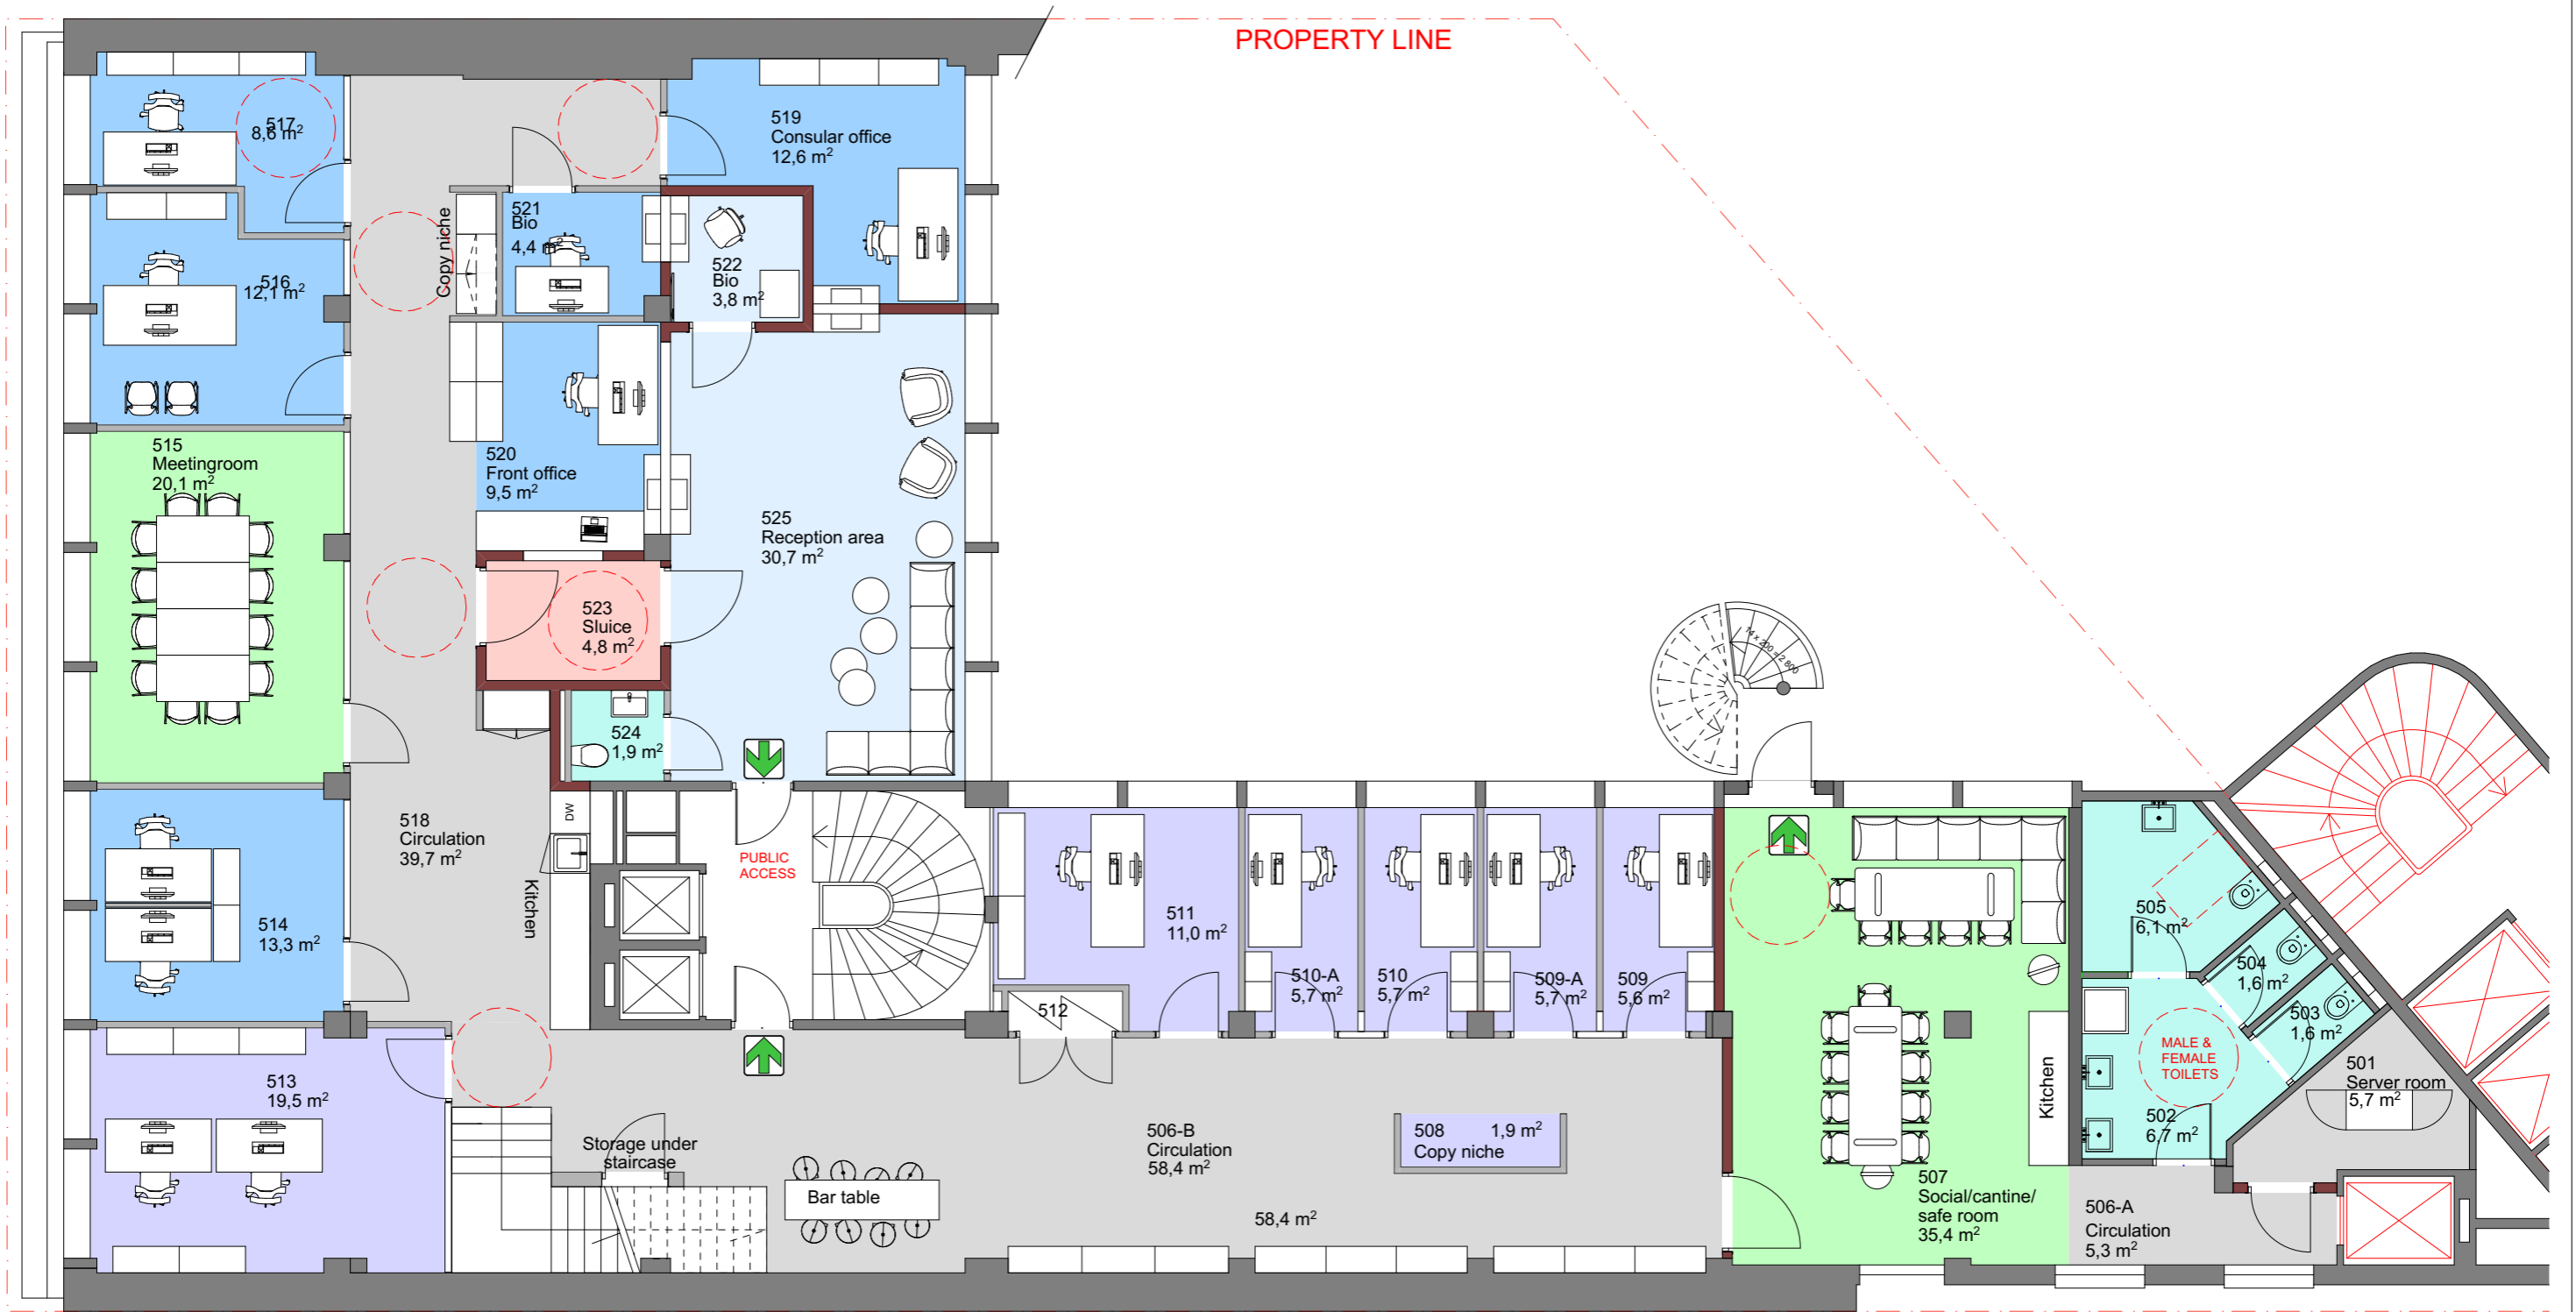 PROPERTY LINE
517
8,6 m²
516
12,1 m²
Copy niche
521
Bio
4,4 m²
522
Bio
3,8 m²
519
Consular office
12,6 m²
515
Meetingroom
20,1 m²
520
Front office
9,5 m²
525
Reception area
30,7 m²
523
Sluice
4,8 m²
524
1,9 m²
14 x 200 = 2 800
518
Circulation
39,7 m²
DW
Kitchen
PUBLIC
ACCESS
514
13,3 m²
513
19,5 m²
511
11,0 m²
510-A
5,7 m²
510
5,7 m²
509-A
5,7 m²
509
5,6 m²
512
Storage under
staircase
Bar table
506-B
Circulation
58,4 m²
58,4 m²
508 1,9 m²
Copy niche
507
Social/cantine/
safe room
35,4 m²
Kitchen
505
6,1 m²
504
1,6 m²
503
1,6 m²
MALE &
FEMALE
TOILETS
502
6,7 m²
501
Server room
5,7 m²
506-A
Circulation
5,3 m²